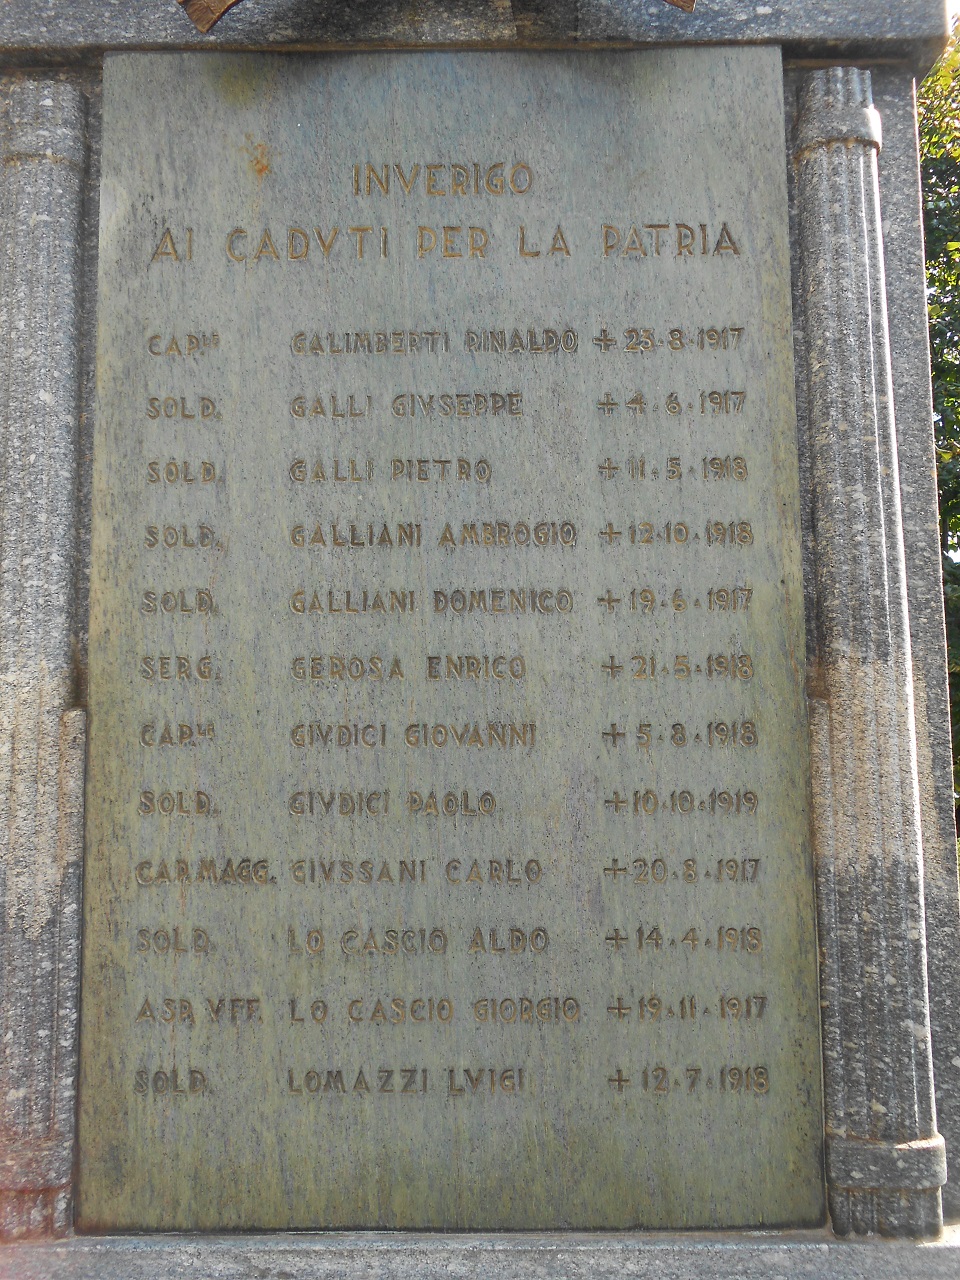 INVERIGO
AI CADVTI PER LA PATRIA
CAP.LE GALIMBERTI RINALDO +23.8.1917
SOLD. GALLI GIVSEPPE +4.6.1917
SOLD. GALLI PIETRO +11.5.1918
SOLD. GALLIANI AMBROGIO +12.10.1918
SOLD. GALLIANI DOMENICO +19.6.1917
SERG. GEROSA ENRICO +21.5.1918
CAP.LE GIVDICI GIOVANNI +5.8.1918
SOLD. GIVDICI PAOLO +10.10.1919
CAR.MAGG. GIVSSANI CARLO +20.8.1917
SOLD. LO CASCIO ALDO +14.4.1918
ASP.VFF. LO CASCIO GIORGIO +19.11.1917
SOLD. LOMAZZI LVIGI +12.7.1918